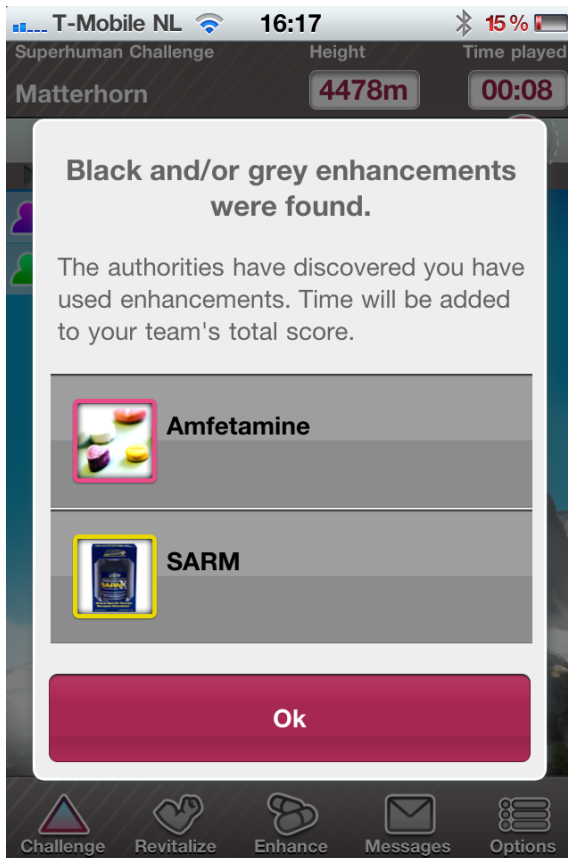 T-Mobile NL 16:17 15%
Superhuman Challenge Height Time played
Matterhorn 4478m 00:08
Black and/or grey enhancements
were found.
The authorities have discovered you have
used enhancements. Time will be added
to your team's total score.
Amfetamine
SARM
Ok
Challenge Revitalize Enhance Messages Options